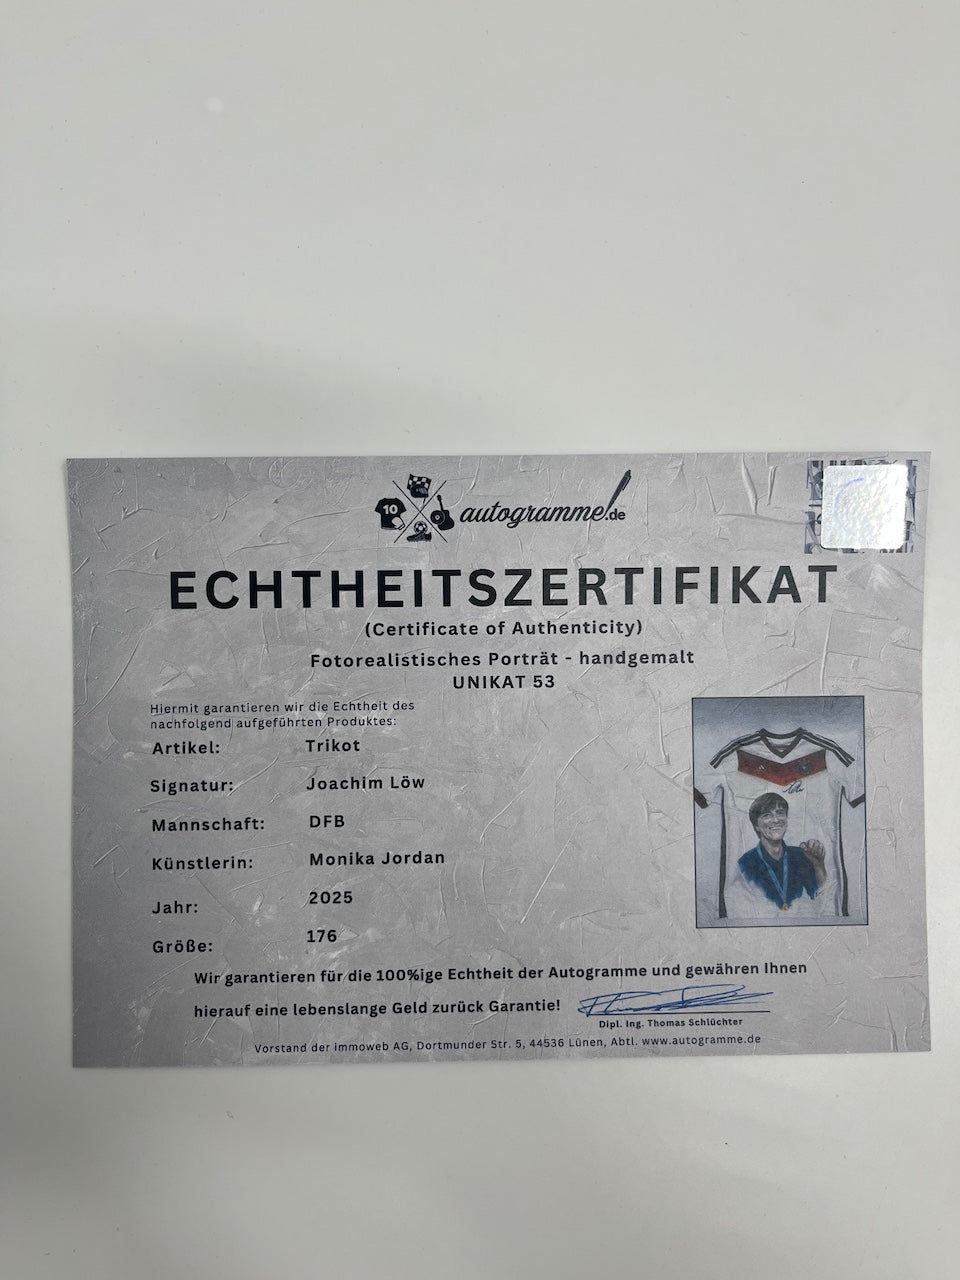 10
autogramme.de
ECHTHEITSZERTIFIKAT
(Certificate of Authenticity)
Fotorealistisches Porträt - handgemalt
UNIKAT 53
Hiermit garantieren wir die Echtheit des
nachfolgend aufgeführten Produktes:
Artikel: Trikot
Signatur: Joachim Löw
Mannschaft: DFB
Künstlerin: Monika Jordan
Jahr: 2025
Größe: 176
Wir garantieren für die 100%ige Echtheit der Autogramme und gewähren Ihnen
hierauf eine lebenslange Geld zurück Garantie!
Dipl. Ing. Thomas Schlüchter
Vorstand der immoweb AG, Dortmunder Str. 5, 44536 Lünen, Abtl. www.autogramme.de